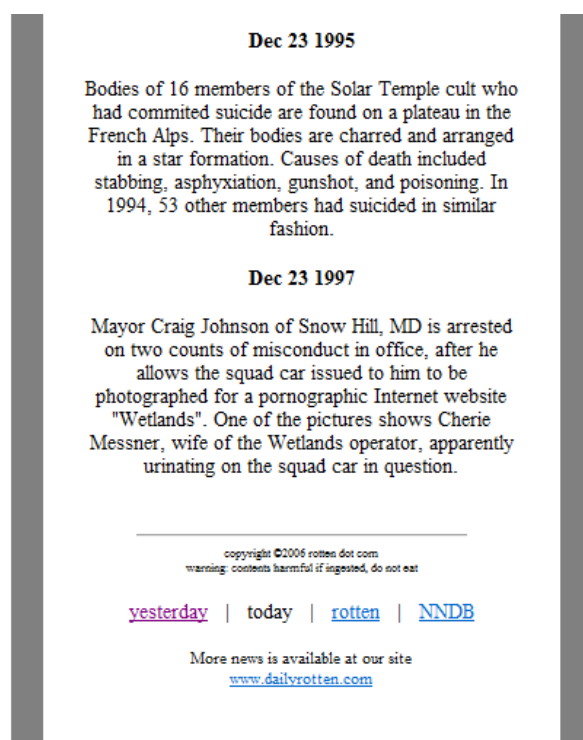 Dec 23 1995
Bodies of 16 members of the Solar Temple cult who
had commited suicide are found on a plateau in the
French Alps. Their bodies are charred and arranged
in a star formation. Causes of death included
stabbing, asphyxiation, gunshot, and poisoning. In
1994, 53 other members had suicided in similar
fashion.
Dec 23 1997
Mayor Craig Johnson of Snow Hill, MD is arrested
on two counts of misconduct in office, after he
allows the squad car issued to him to be
photographed for a pornographic Internet website
"Wetlands". One of the pictures shows Cherie
Messner, wife of the Wetlands operator, apparently
urinating on the squad car in question.
copyright ©2006 rotten dot com
warning: contents harmful if ingested, do not eat
yesterday | today | rotten | NNDB
More news is available at our site
www.dailyrotten.com